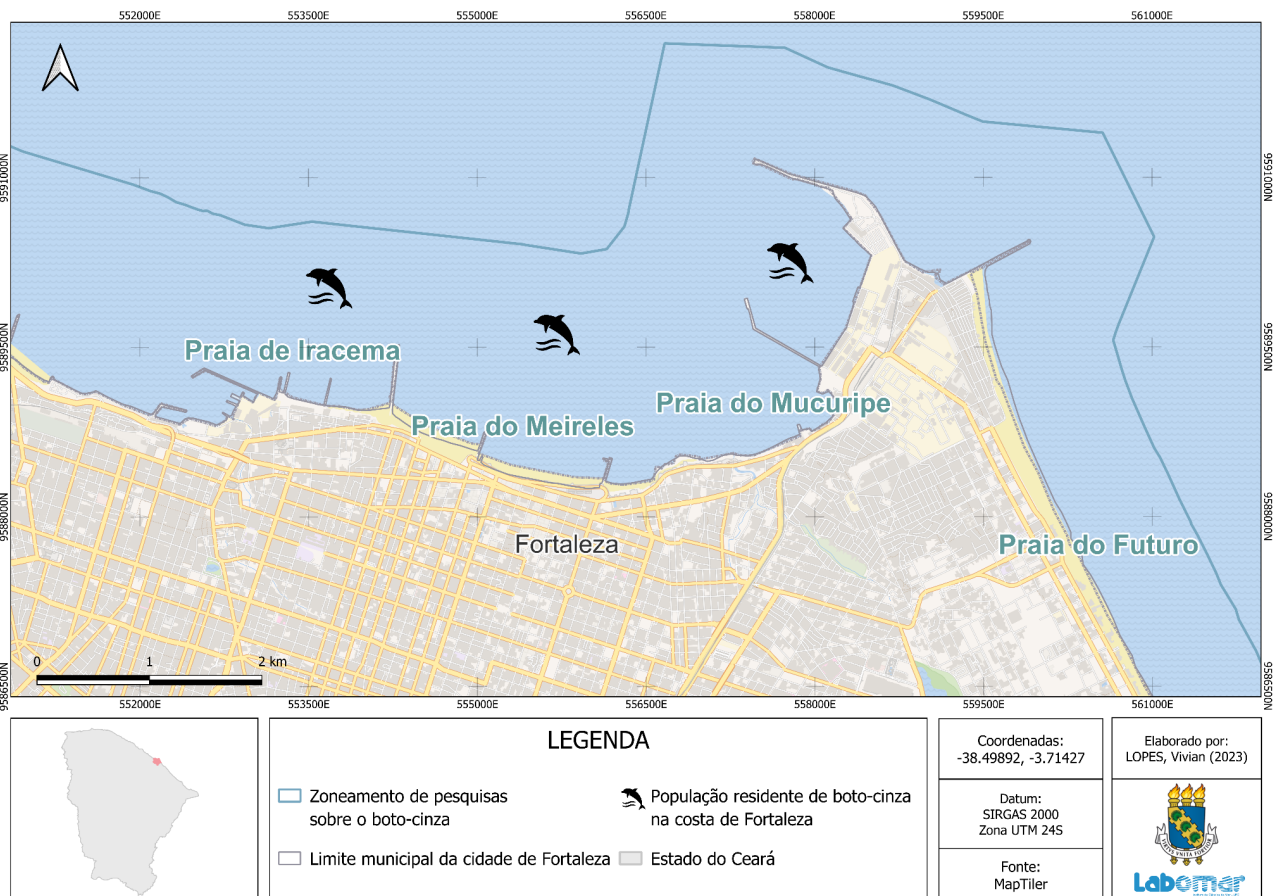 552000E 553500E 555000E 556500E 558000E 559500E 561000E
9591000N 9591000N
9589500N 9589500N
9588000N 9588000N
9586500N 9586500N
Praia de Iracema
Praia do Mucuripe
Praia do Meireles
Fortaleza
Praia do Futuro
0 1 2 km
552000E 553500E 555000E 556500E 558000E 559500E 561000E
LEGENDA
Zoneamento de pesquisas
sobre o boto-cinza
População residente de boto-cinza
na costa de Fortaleza
Limite municipal da cidade de Fortaleza
Estado do Ceará
Coordenadas:
-38.49892, -3.71427
Datum:
SIRGAS 2000
Zona UTM 24S
Fonte:
MapTiler
Elaborado por:
LOPES, Vivian (2023)
VIRTUS UNITA FORTIOR
Labomar